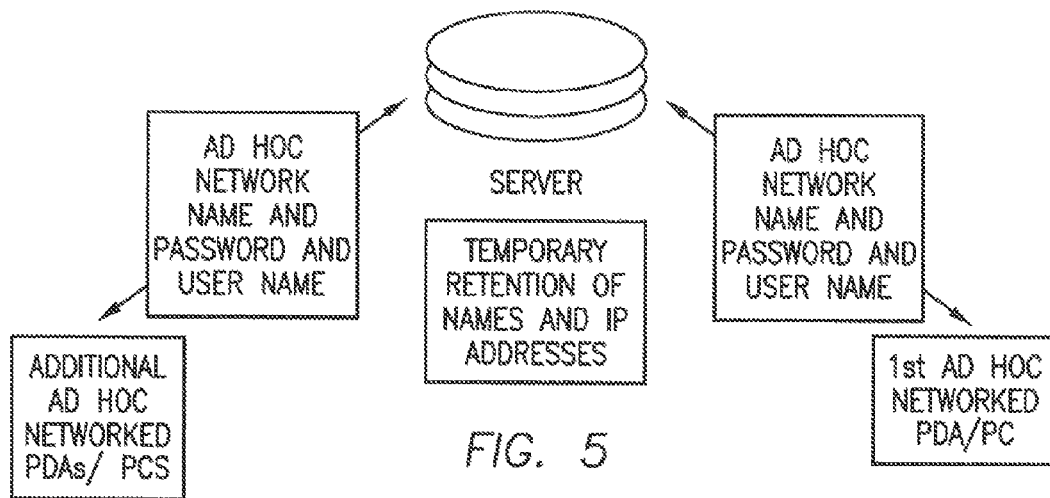 AD HOC
NETWORK
NAME AND
PASSWORD AND
USER NAME
SERVER
TEMPORARY
RETENTION OF
NAMES AND IP
ADDRESSES
AD HOC
NETWORK
NAME AND
PASSWORD AND
USER NAME
ADDITIONAL
AD HOC
NETWORKED
PDAs/ PCS
1st AD HOC
NETWORKED
PDA/PC
FIG. 5